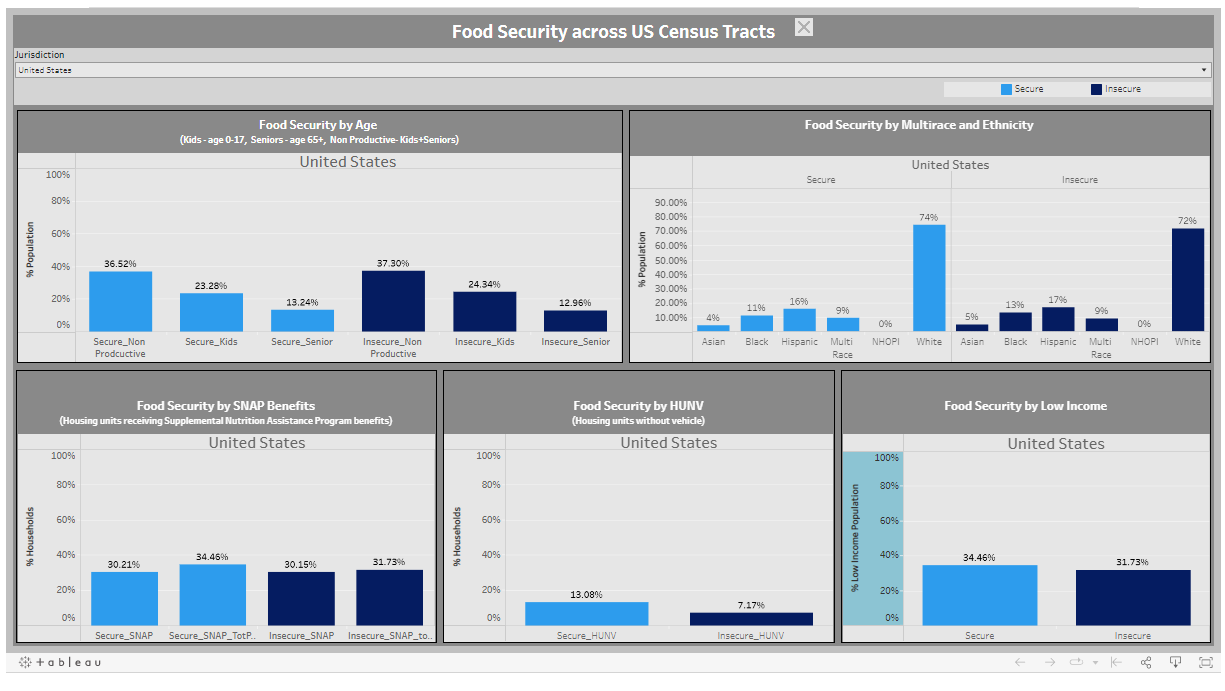 Food Security across US Census Tracts
Jurisdiction
United States
Secure Insecure
Food Security by Age
(Kids - age 0-17, Seniors - age 65+, Non Productive- Kids+Seniors)
United States
% Population
100%
80%
60%
40%
20%
0%
36.52% 23.28% 13.24% 37.30% 24.34% 12.96%
Secure_Non Secure_Kids Secure_Senior Insecure_Non Insecure_Kids Insecure_Senior
Prodcuctive Productive
Food Security by Multirace and Ethnicity
United States
Secure Insecure
% Population
90.00%
80.00%
70.00%
60.00%
50.00%
40.00%
30.00%
20.00%
10.00%
4% 11% 16% 9% 0% 74% 5% 13% 17% 9% 0% 72%
Asian Black Hispanic Multi NHOPI White Asian Black Hispanic Multi NHOPI White
Race Race
Food Security by SNAP Benefits
(Housing units receiving Supplemental Nutrition Assistance Program benefits)
United States
% Households
100%
80%
60%
40%
20%
0%
30.21% 34.46% 30.15% 31.73%
Secure_SNAP Secure_SNAP_TotP.. Insecure_SNAP Insecure_SNAP_to..
Food Security by HUNV
(Housing units without vehicle)
United States
% Households
100%
80%
60%
40%
20%
0%
13.08% 7.17%
Secure_HUNV Insecure_HUNV
Food Security by Low Income
United States
% Low Income Population
100%
80%
60%
40%
20%
0%
34.46% 31.73%
Secure Insecure
+ a b l e a u